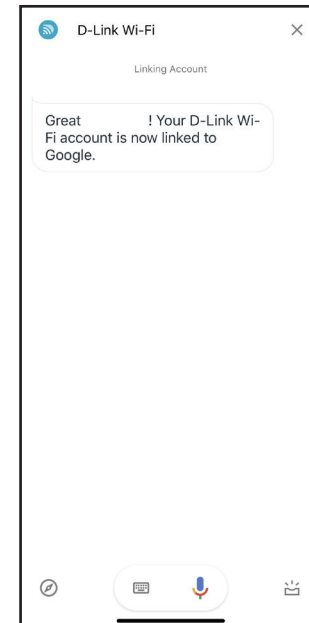 D-Link Wi-Fi
Linking Account
Great ! Your D-Link Wi-
Fi account is now linked to
Google.